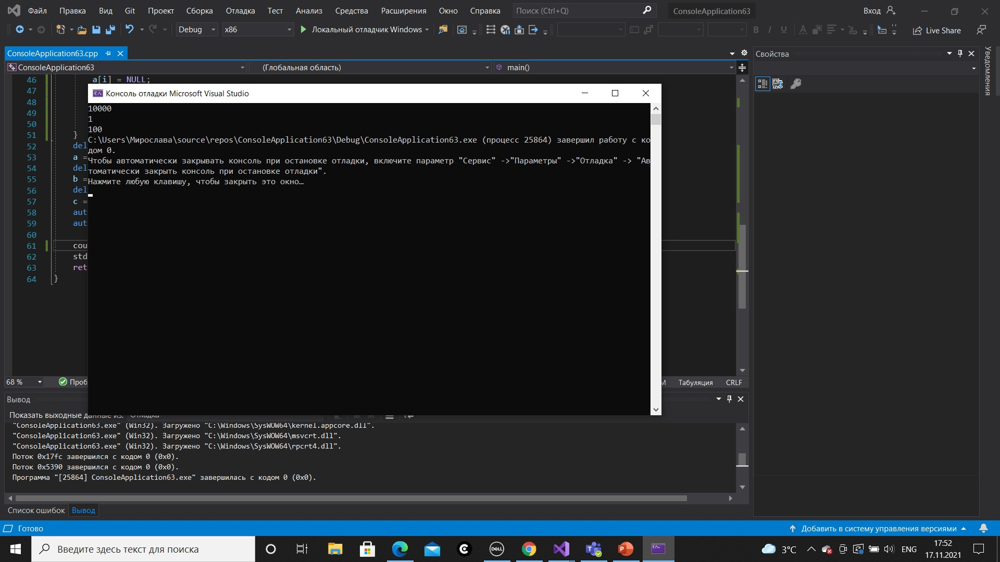 Файл Правка Вид Git Проект Сборка Отладка Тест Анализ Средства Расширения Окно Справка Поиск (Ctrl+Q) ConsoleApplication63 Вход
Debug x86 Локальный отладчик Windows Live Share
ConsoleApplication63.cpp
Свойства
Уведомления
ConsoleApplication63 (Глобальная область) main()
46 a[i] = NULL;
47
48
49
50
51 }
52 del
53 a =
54 del
55 b =
56 del
57 c =
58 aut
59 aut
60
61 cou
62 std
63 ret
64 }
Консоль отладки Microsoft Visual Studio
10000
1
100
C:\Users\Мирослава\source\repos\ConsoleApplication63\Debug\ConsoleApplication63.exe (процесс 25864) завершил работу с ко
дом 0.
Чтобы автоматически закрывать консоль при остановке отладки, включите параметр "Сервис" ->"Параметры" ->"Отладка" -> "Ав
томатически закрыть консоль при остановке отладки".
Нажмите любую клавишу, чтобы закрыть это окно…
68 % Проб Табуляция CRLF
Вывод
Показать выходные данные из: Отладка
"ConsoleApplication63.exe" (Win32). Загружено "C:\Windows\SysWOW64\kernel.appcore.dll".
"ConsoleApplication63.exe" (Win32). Загружено "C:\Windows\SysWOW64\msvcrt.dll".
"ConsoleApplication63.exe" (Win32). Загружено "C:\Windows\SysWOW64\rpcrt4.dll".
Поток 0x17fc завершился с кодом 0 (0x0).
Поток 0x5390 завершился с кодом 0 (0x0).
Программа "[25864] ConsoleApplication63.exe" завершилась с кодом 0 (0x0).
Список ошибок Вывод
Готово Добавить в систему управления версиями
Введите здесь текст для поиска DELL 3°C ENG 17:52
17.11.2021